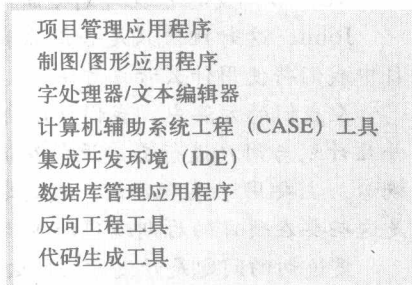 项目管理应用程序
制图/图形应用程序
字处理器/文本编辑器
计算机辅助系统工程（CASE）工具
集成开发环境（IDE）
数据库管理应用程序
反向工程工具
代码生成工具